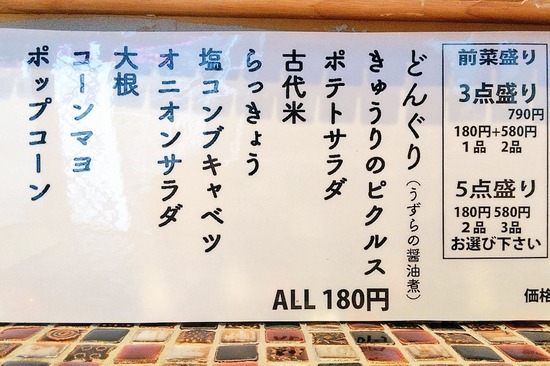 前菜盛り
3点盛り
790円
180円+580円
1品 2品
5点盛り
180円 580円
2品 3品
お選び下さい
価格
どんぐり(うずらの醤油煮)
きゅうりのピクルス
ポテトサラダ
古代米
らっきょう
塩コンブキャベツ
オニオンサラダ
大根
コーンマヨ
ポップコーン
ALL 180円